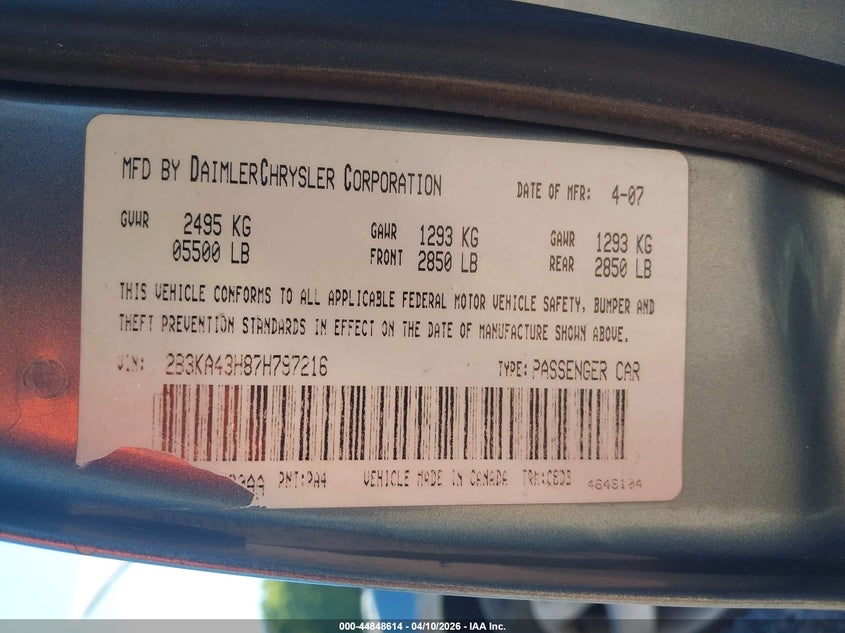 MFD BY DAIMLERCHRYSLER CORPORATION DATE OF MFR: 4-07
GVWR 2495 KG GAWR 1293 KG GAWR 1293 KG
05500 LB FRONT 2850 LB REAR 2850 LB
THIS VEHICLE CONFORMS TO ALL APPLICABLE FEDERAL MOTOR VEHICLE SAFETY, BUMPER AND
THEFT PREVENTION STANDARDS IN EFFECT ON THE DATE OF MANUFACTURE SHOWN ABOVE.
VIN: 2B3KA43H87H797216 TYPE: PASSENGER CAR
PNT:PA4 VEHICLE MADE IN CANADA TRM:C8D3
000-44848614 - 04/10/2026 - IAA Inc.